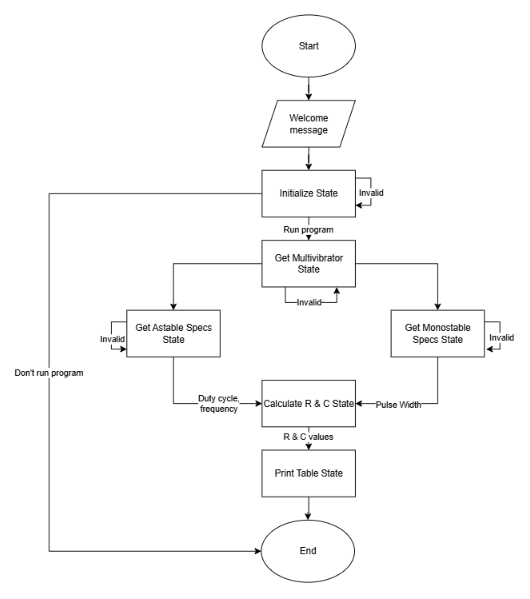 Start
Welcome
message
Initialize State
Invalid
Run program
Get Multivibrator
State
Invalid
Get Astable Specs
State
Invalid
Get Monostable
Specs State
Invalid
Don't run program
Duty cycle,
frequency
Calculate R & C State
Pulse Width
R & C values
Print Table State
End